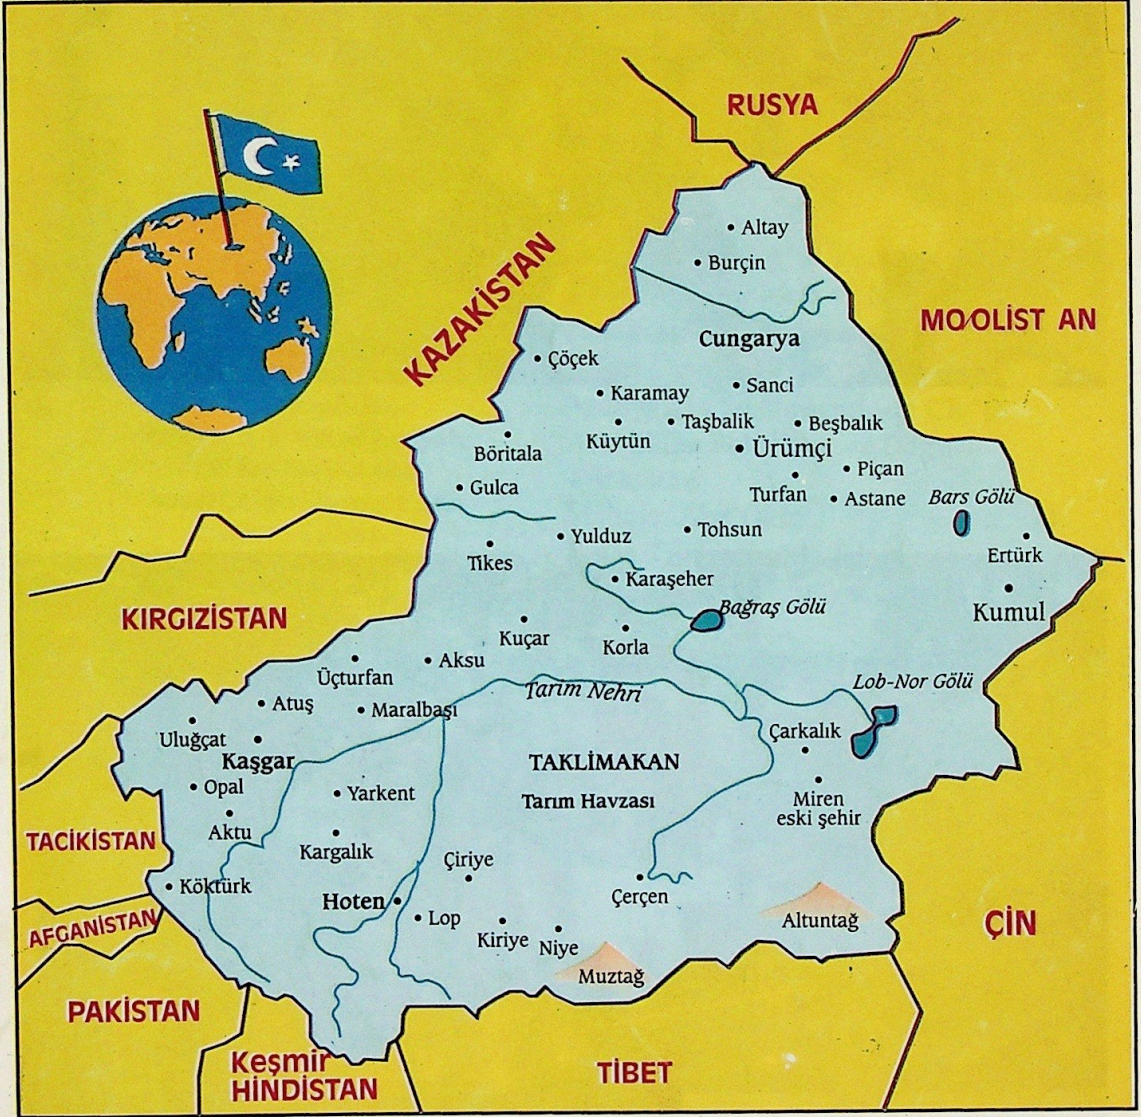 RUSYA
Altay
Burçin
KAZAKİSTAN
MOĞOLİST AN
Cungarya
Çöçek
Sanci
Karamay
Taşbalik
Beşbalık
Küytün
Ürümçi
Böritala
Piçan
Gulca
Turfan
Astane
Bars Gölü
Tohsun
Yulduz
Ertürk
Tikes
Karaşeher
Bağraş Gölü
Kumul
KIRGIZİSTAN
Kuçar
Korla
Aksu
Üçturfan
Lob-Nor Gölü
Tarim Nehri
Atuş
Maralbaşı
Çarkalık
Uluğçat
Kaşgar
TAKLİMAKAN
Opal
Yarkent
Tarım Havzası
Miren
eski şehir
Aktu
TACİKİSTAN
Kargalık
Çiriye
Köktürk
Çerçen
Hoten
Lop
Altuntağ
AFGANİSTAN
ÇİN
Kiriye
Niye
Muztağ
PAKİSTAN
Keşmir
HİNDİSTAN
TİBET